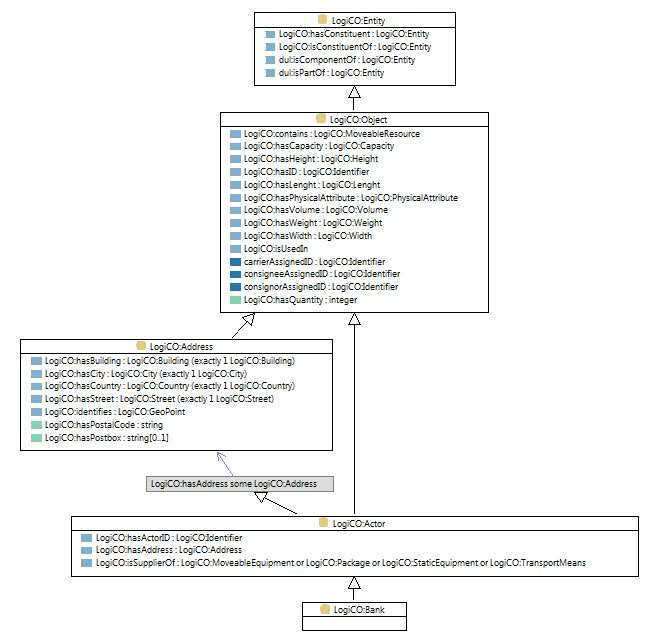 LogiCO:Entity
LogiCO:hasConstituent : LogiCO:Entity
LogiCO:isConstituentOf : LogiCO:Entity
dul:isComponentOf : LogiCO:Entity
dul:isPartOf : LogiCO:Entity
LogiCO:Object
LogiCO:contains : LogiCO:MoveableResource
LogiCO:hasCapacity : LogiCO:Capacity
LogiCO:hasHeight : LogiCO:Height
LogiCO:hasID : LogiCO:Identifier
LogiCO:hasLenght : LogiCO:Lenght
LogiCO:hasPhysicalAttribute : LogiCO:PhysicalAttribute
LogiCO:hasVolume : LogiCO:Volume
LogiCO:hasWeight : LogiCO:Weight
LogiCO:hasWidth : LogiCO:Width
LogiCO:isUsedIn
carrierAssignedID : LogiCO:Identifier
consigneeAssignedID : LogiCO:Identifier
consignorAssignedID : LogiCO:Identifier
LogiCO:hasQuantity : integer
LogiCO:Address
LogiCO:hasBuilding : LogiCO:Building (exactly 1 LogiCO:Building)
LogiCO:hasCity : LogiCO:City (exactly 1 LogiCO:City)
LogiCO:hasCountry : LogiCO:Country (exactly 1 LogiCO:Country)
LogiCO:hasStreet : LogiCO:Street (exactly 1 LogiCO:Street)
LogiCO:identifies : LogiCO:GeoPoint
LogiCO:hasPostalCode : string
LogiCO:hasPostbox : string[0..1]
LogiCO:hasAddress some LogiCO:Address
LogiCO:Actor
LogiCO:hasActorID : LogiCO:Identifier
LogiCO:hasAddress : LogiCO:Address
LogiCO:isSupplierOf : LogiCO:MoveableEquipment or LogiCO:Package or LogiCO:StaticEquipment or LogiCO:TransportMeans
LogiCO:Bank